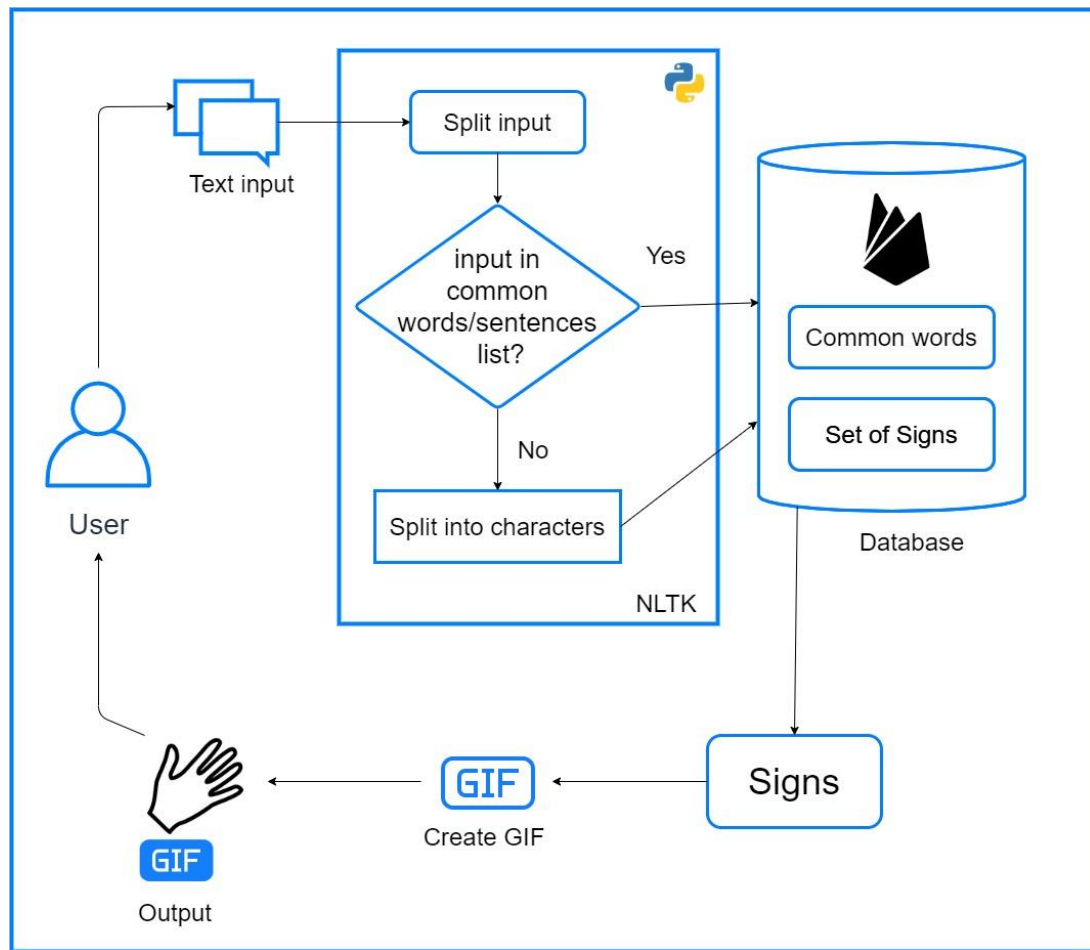 Split input
Text input
input in
common
words/sentences
list?
Yes
Common words
Set of Signs
No
Split into characters
User
Database
NLTK
Signs
GIF
Create GIF
GIF
Output